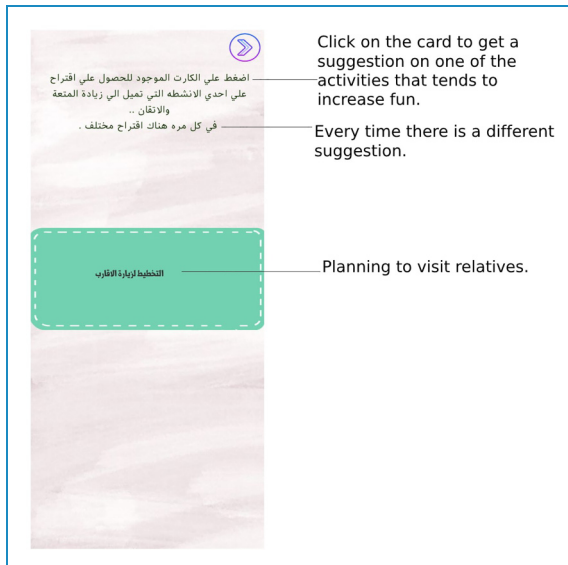 اضغط علي الكارت الموجود للحصول علي اقتراح
علي احدي الانشطه التي تميل الي زيادة المتعة
والاتقان ..
في كل مره هناك اقتراح مختلف .
Click on the card to get a
suggestion on one of the
activities that tends to
increase fun.
Every time there is a different
suggestion.
التخطيط لزيارة الاقارب
Planning to visit relatives.